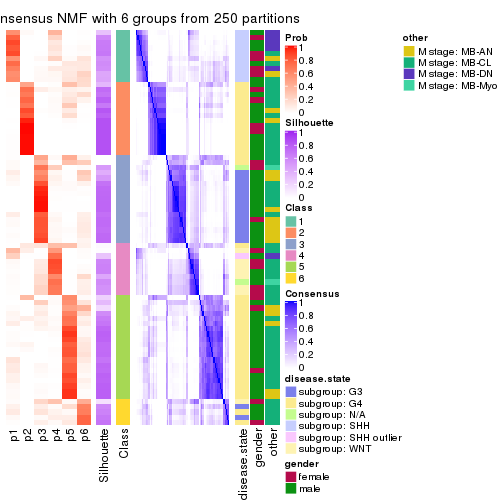 nsensus NMF with 6 groups from 250 partitions
Prob
1
0.8
0.6
0.4
0.2
0
Silhouette
1
0.8
0.6
0.4
0.2
0
Class
1
2
3
4
5
6
Consensus
1
0.8
0.6
0.4
0.2
0
disease.state
subgroup: G3
subgroup: G4
subgroup: N/A
subgroup: SHH
subgroup: SHH outlier
subgroup: WNT
gender
female
male
other
M stage: MB-AN
M stage: MB-CL
M stage: MB-DN
M stage: MB-Myo
p1
p2
p3
p4
p5
p6
Silhouette
Class
disease.state
gender
other